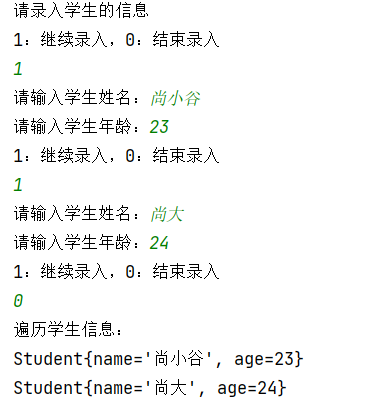 请录入学生的信息
1：继续录入，0：结束录入
1
请输入学生姓名：尚小谷
请输入学生年龄：23
1：继续录入，0：结束录入
1
请输入学生姓名：尚大
请输入学生年龄：24
1：继续录入，0：结束录入
0
遍历学生信息：
Student{name='尚小谷', age=23}
Student{name='尚大', age=24}